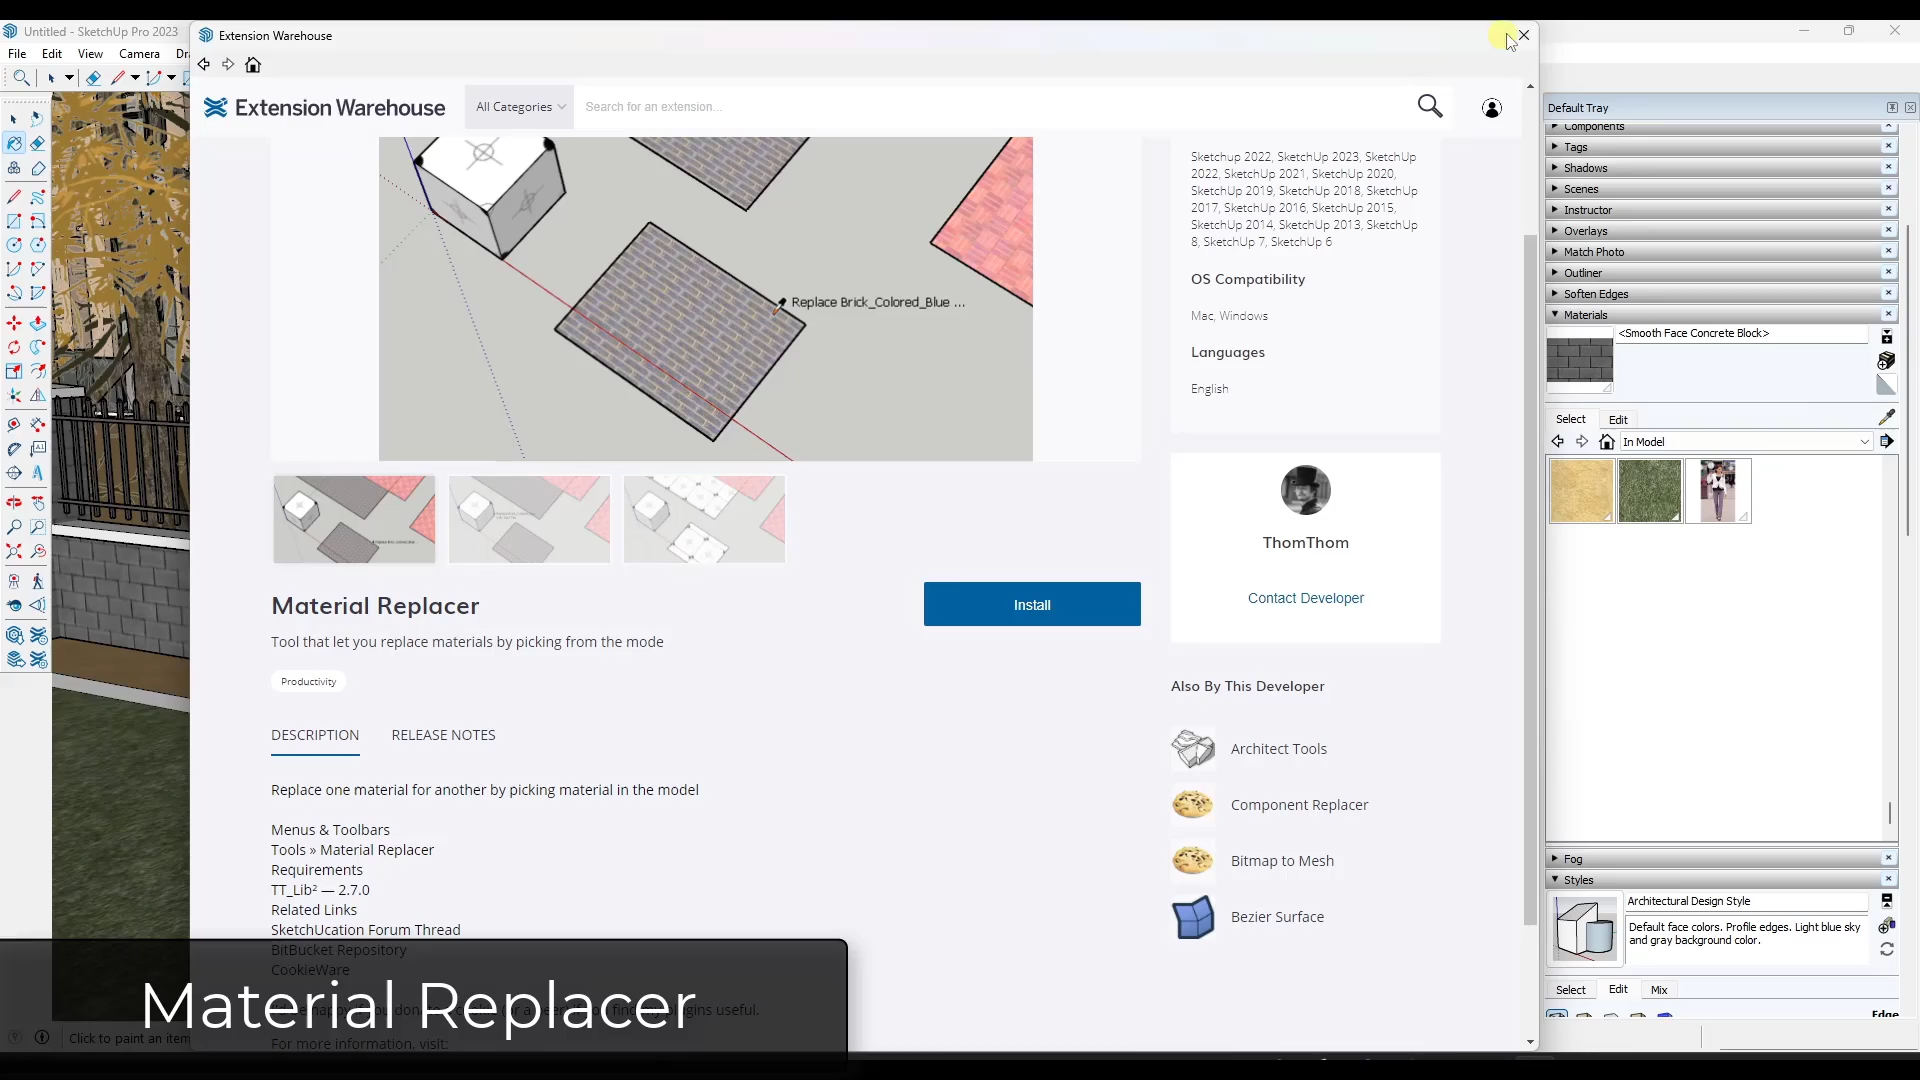 Untitled - SketchUp Pro 2023
File Edit View Camera
Extension Warehouse
Extension Warehouse
All Categories
Search for an extension...
Replace Brick_Colored_Blue ...
Material Replacer
Install
Tool that let you replace materials by picking from the mode
Productivity
DESCRIPTION RELEASE NOTES
Replace one material for another by picking material in the model
Menus & Toolbars
Tools » Material Replacer
Requirements
TT_Lib² — 2.7.0
Related Links
SketchUcation Forum Thread
BitBucket Repository
CookieWare
For more information, visit:
Material Replacer
Click to paint an item
Sketchup 2022, SketchUp 2023, SketchUp
2022, SketchUp 2021, SketchUp 2020,
SketchUp 2019, SketchUp 2018, SketchUp
2017, SketchUp 2016, SketchUp 2015,
SketchUp 2014, SketchUp 2013, SketchUp
8, SketchUp 7, SketchUp 6
OS Compatibility
Mac, Windows
Languages
English
ThomThom
Contact Developer
Also By This Developer
Architect Tools
Component Replacer
Bitmap to Mesh
Bezier Surface
Default Tray
Components
Tags
Shadows
Scenes
Instructor
Overlays
Match Photo
Outliner
Soften Edges
Materials
<Smooth Face Concrete Block>
Select Edit
In Model
Fog
Styles
Architectural Design Style
Default face colors. Profile edges. Light blue sky
and gray background color.
Select Edit Mix
Edge